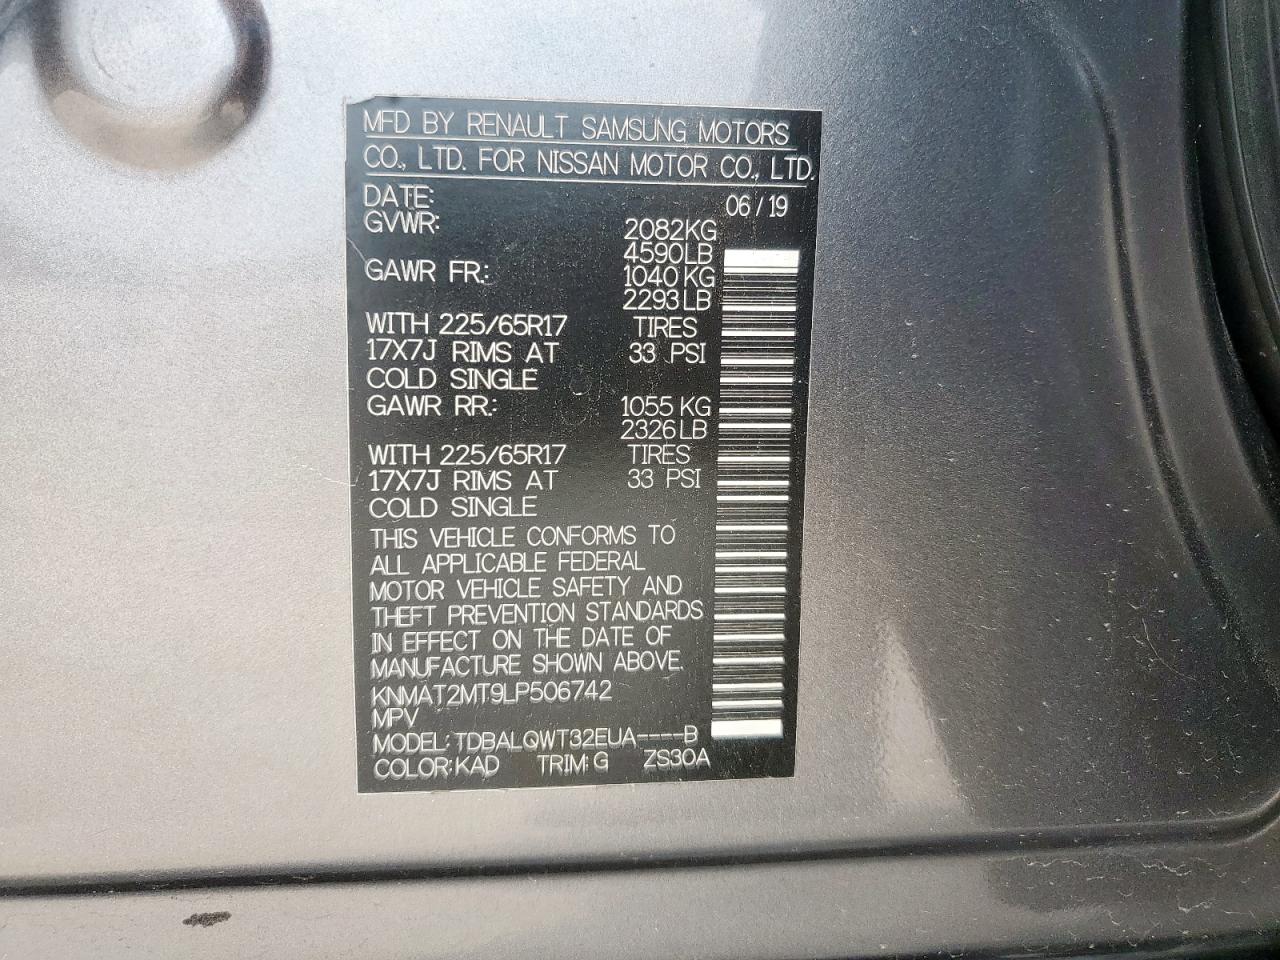 MFD BY RENAULT SAMSUNG MOTORS
CO., LTD. FOR NISSAN MOTOR CO., LTD.
DATE: 06 / 19
GVWR: 2082KG
4590LB
GAWR FR.: 1040 KG
2293 LB
WITH 225/65R17 TIRES
17X7J RIMS AT 33 PSI
COLD SINGLE
GAWR RR.: 1055 KG
2326 LB
WITH 225/65R17 TIRES
17X7J RIMS AT 33 PSI
COLD SINGLE
THIS VEHICLE CONFORMS TO
ALL APPLICABLE FEDERAL
MOTOR VEHICLE SAFETY AND
THEFT PREVENTION STANDARDS
IN EFFECT ON THE DATE OF
MANUFACTURE SHOWN ABOVE.
KNMAT2MT9LP506742
MPV
MODEL: TDBALQWT32EUA----B
COLOR: KAD TRIM: G ZS30A